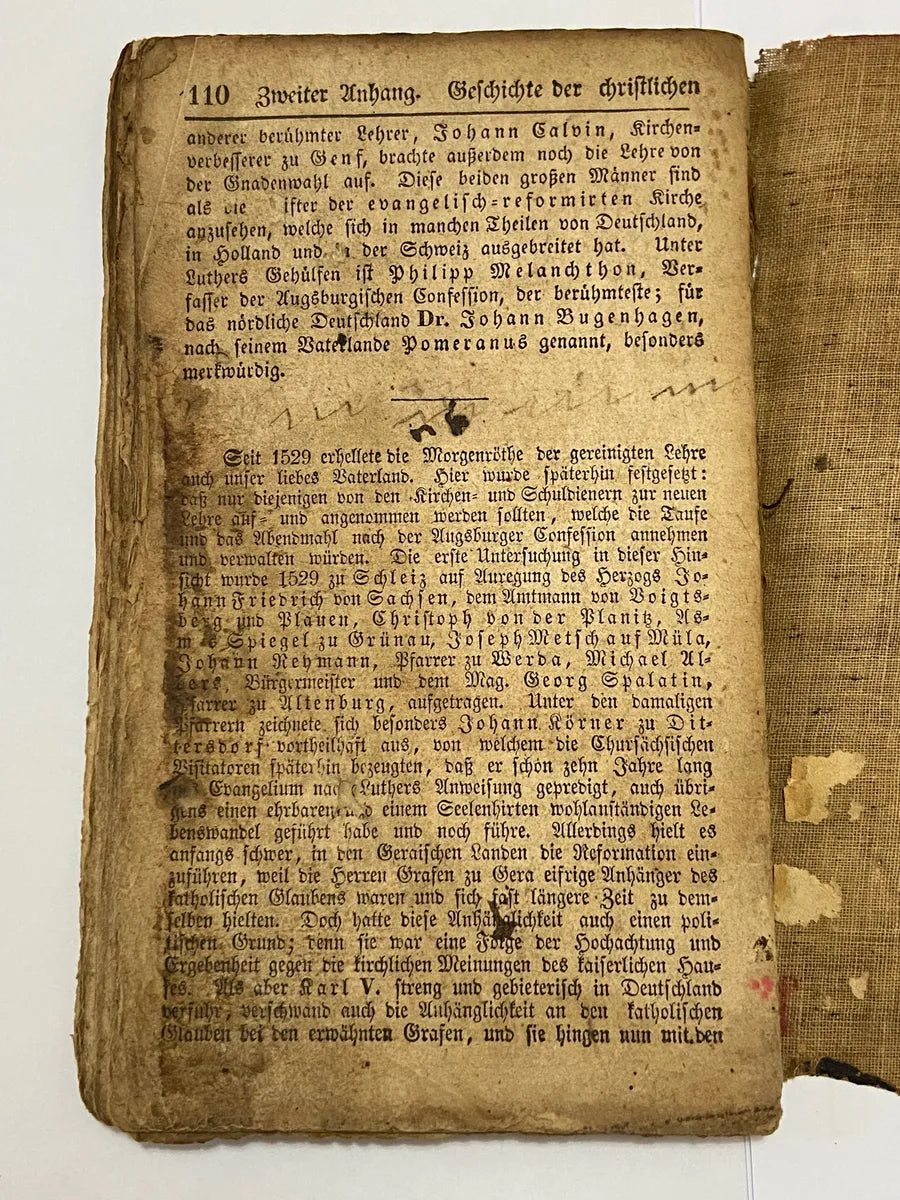 110 Zweiter Anhang. Geschichte der christlichen
anderer berühmter Lehrer, Johann Calvin, Kirchen-
verbesserer zu Genf, brachte außerdem noch die Lehre von
der Gnadenwahl auf. Diese beiden großen Männer sind
als die ifter der evangelisch-reformirten Kirche
anzusehen, welche sich in manchen Theilen von Deutschland,
in Holland und der Schweiz ausgebreitet hat. Unter
Luthers Gehülfen ist Philipp Melanchthon, Ver-
fasser der Augsburgischen Confession, der berühmteste; für
das nördliche Deutschland Dr. Johann Bugenhagen,
nach seinem Vaterlande Pomeranus genannt, besonders
merkwürdig.
Seit 1529 erhellete die Morgenröthe der gereinigten Lehre
auch unser liebes Vaterland. Hier wurde späterhin festgesetzt:
daß nur diejenigen von den Kirchen- und Schuldienern zur neuen
Lehre auf- und angenommen werden sollten, welche die Taufe
und das Abendmahl nach der Augsburger Confession annehmen
und verwalten würden. Die erste Untersuchung in dieser Hin-
sicht wurde 1529 zu Schleiz auf Anregung des Herzogs Jo-
hann Friedrich von Sachsen, dem Amtmann von Voigts-
berg und Plauen, Christoph von der Planitz, As-
mus Spiegel zu Grünau, Joseph Metsch auf Müla,
Johann Rehmann, Pfarrer zu Werda, Michael Al-
bers, Bürgermeister und dem Mag. Georg Spalatin,
Pfarrer zu Altenburg, aufgetragen. Unter den damaligen
Pfarrern zeichnete sich besonders Johann Körner zu Dit-
tersdorf vortheilhaft aus, von welchem die Chursächsischen
Visitatoren späterhin bezeugten, daß er schon zehn Jahre lang
Evangelium nach Luthers Anweisung gepredigt, auch übri-
gens einen ehrbaren und einem Seelenhirten wohlanständigen Le-
benswandel geführt habe und noch führe. Allerdings hielt es
anfangs schwer, in den Geraischen Landen die Reformation ein-
zuführen, weil die Herren Grafen zu Gera eifrige Anhänger des
katholischen Glaubens waren und sich fast längere Zeit zu dem-
selben hielten. Doch hatte diese Anhänglichkeit auch einen poli-
tischen Grund; denn sie war eine Folge der Hochachtung und
Ergebenheit gegen die kirchlichen Meinungen des kaiserlichen Hau-
ses. Als aber Karl V. streng und gebieterisch in Deutschland
verfuhr, verschwand auch die Anhänglichkeit an den katholischen
Glauben bei den erwähnten Grafen, und sie hingen nun mit den